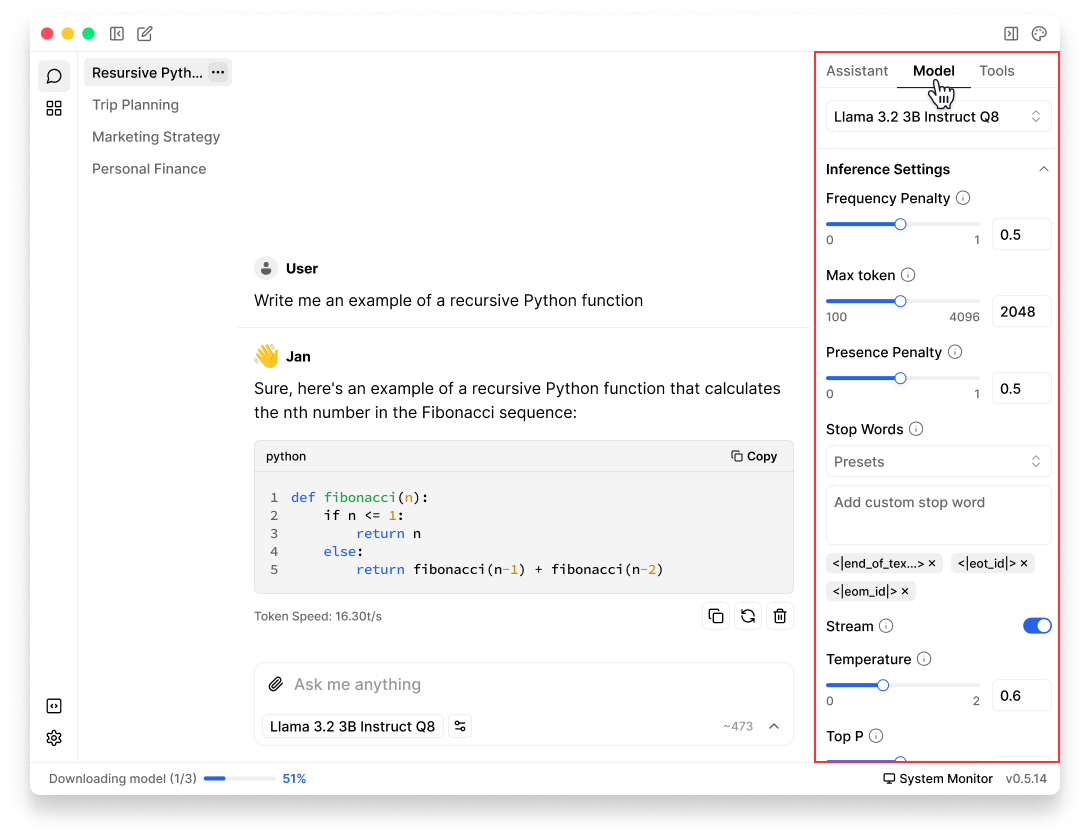 Resursive Pyth... ···
Trip Planning
Marketing Strategy
Personal Finance
User
Write me an example of a recursive Python function
Jan
Sure, here's an example of a recursive Python function that calculates
the nth number in the Fibonacci sequence:
python Copy
1 def fibonacci(n):
2 if n <= 1:
3 return n
4 else:
5 return fibonacci(n-1) + fibonacci(n-2)
Token Speed: 16.30t/s
Ask me anything
Llama 3.2 3B Instruct Q8 ~473
Assistant Model Tools
Llama 3.2 3B Instruct Q8
Inference Settings
Frequency Penalty
0 1 0.5
Max token
100 4096 2048
Presence Penalty
0 1 0.5
Stop Words
Presets
Add custom stop word
<|end_of_tex...> × <|eot_id|> ×
<|eom_id|> ×
Stream
Temperature
0 2 0.6
Top P
Downloading model (1/3) 51% System Monitor v0.5.14